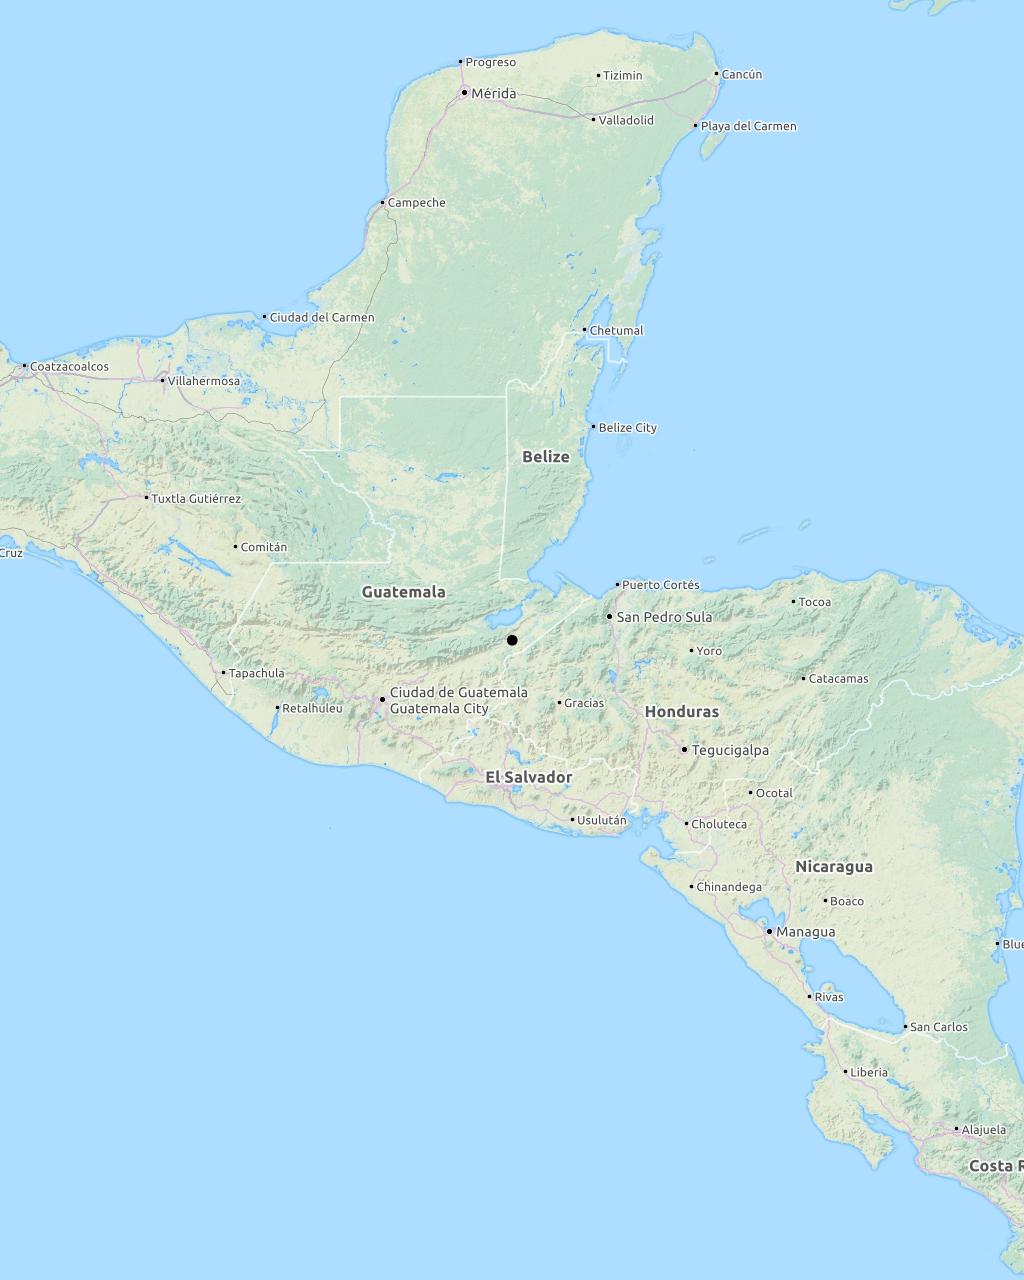 Progreso
Mérida
Tizimin
Cancún
Valladolid
Playa del Carmen
Campeche
Ciudad del Carmen
Chetumal
Coatzacoalcos
Villahermosa
Belize City
Belize
Tuxtla Gutiérrez
Comitán
Cruz
Guatemala
Puerto Cortés
San Pedro Sula
Tocoa
Yoro
Tapachula
Catacamas
Ciudad de Guatemala
Guatemala City
Retalhuleu
Gracias
Honduras
Tegucigalpa
El Salvador
Ocotal
Usulután
Choluteca
Nicaragua
Chinandega
Boaco
Managua
Blue
Rivas
San Carlos
Liberia
Alajuela
Costa R